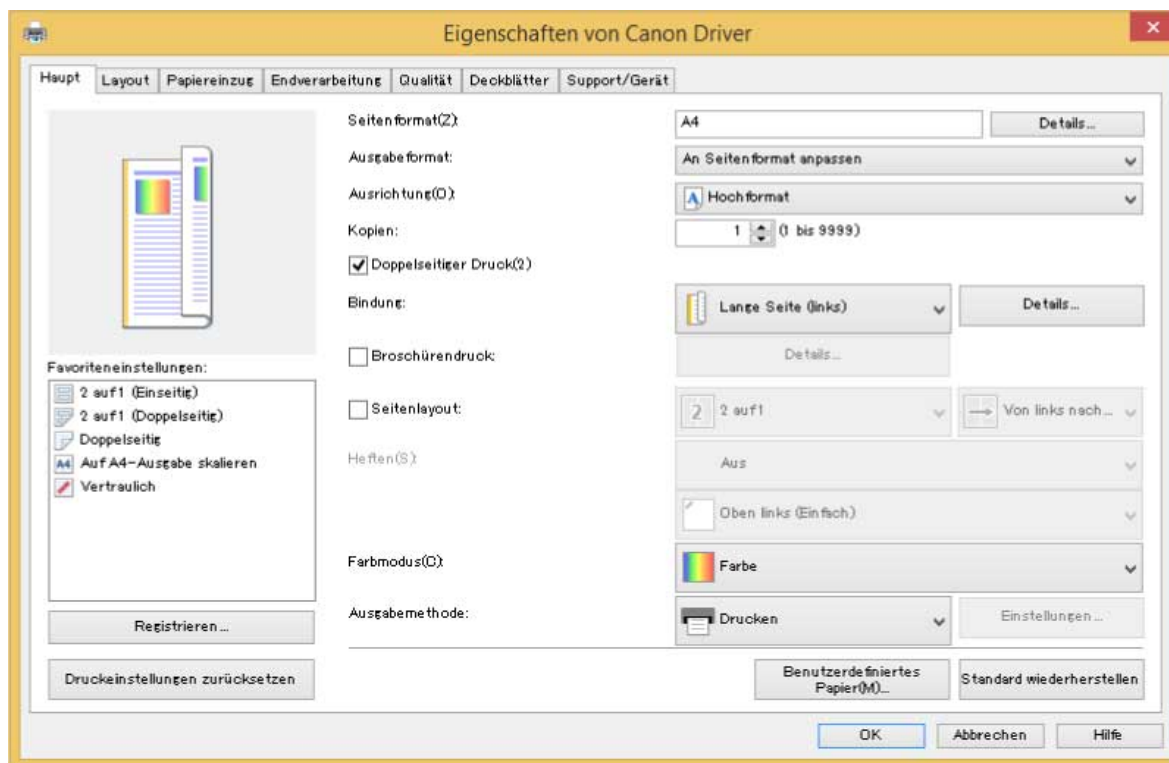 Eigenschaften von Canon Driver
Haupt Layout Papiereinzug Endverarbeitung Qualität Deckblätter Support/Gerät
Seitenformat(Z): A4 Details...
Ausgabeformat: An Seitenformat anpassen
Ausrichtung(O): A Hochformat
Kopien: 1 (1 bis 9999)
Doppelseitiger Druck(2)
Bindung: Lange Seite (links) Details...
Broschürendruck: Details...
Seitenlayout: 2 2 auf1 Von links nach...
Heften(S): Aus
Oben links (Einfach)
Farbmodus(C): Farbe
Ausgabemethode: Drucken Einstellungen...
Favoriteneinstellungen:
2 auf1 (Einseitig)
2 auf1 (Doppelseitig)
Doppelseitig
A4 Auf A4-Ausgabe skalieren
Vertraulich
Registrieren...
Druckeinstellungen zurücksetzen
Benutzerdefiniertes
Papier(M)...
Standard wiederherstellen
OK Abbrechen Hilfe